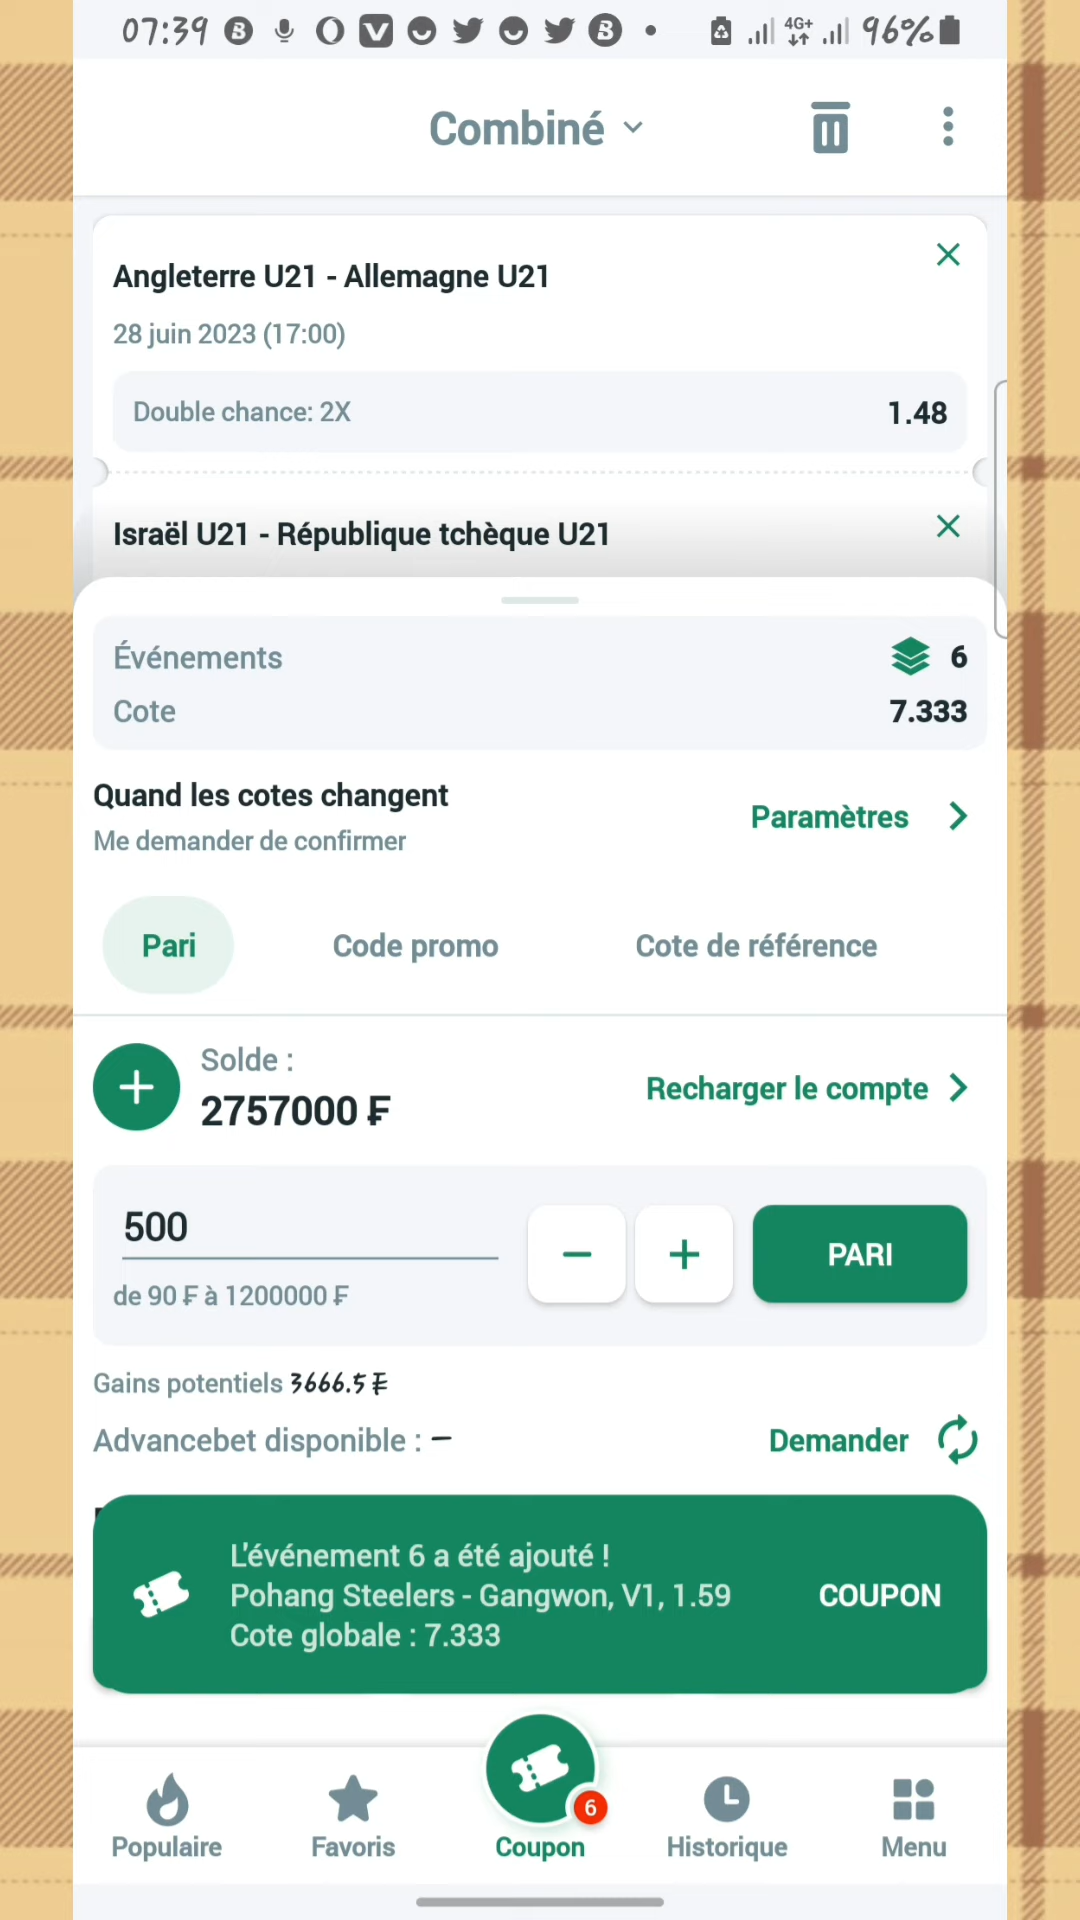 07:39 4G+ 96%
Combiné
Angleterre U21 - Allemagne U21
28 juin 2023 (17:00)
Double chance: 2X 1.48
Israël U21 - République tchèque U21
Événements 6
Cote 7.333
Quand les cotes changent
Me demander de confirmer
Paramètres
Pari Code promo Cote de référence
Solde :
2757000 ₣
Recharger le compte
500
PARI
de 90 ₣ à 1200000 ₣
Gains potentiels 3666.5 ₣
Advancebet disponible : –
Demander
L'événement 6 a été ajouté !
Pohang Steelers - Gangwon, V1, 1.59
Cote globale : 7.333
COUPON
6
Populaire Favoris Coupon Historique Menu